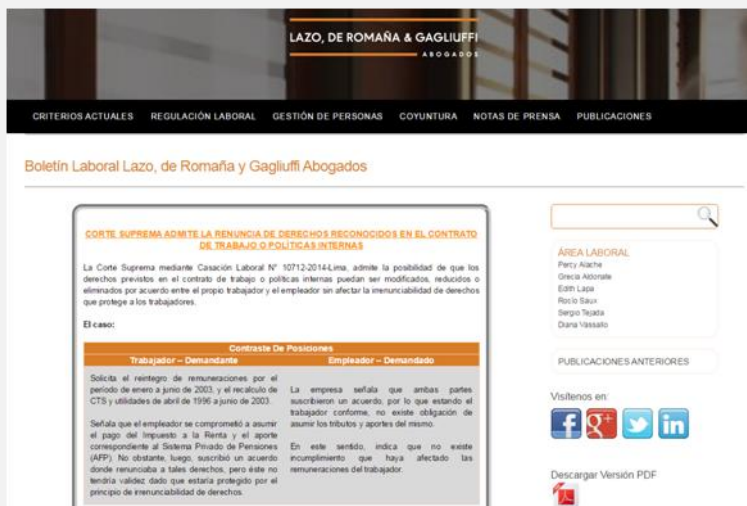 LAZO, DE ROMAÑA & GAGLIUFFI
ABOGADOS
CRITERIOS ACTUALES REGULACIÓN LABORAL GESTIÓN DE PERSONAS COYUNTURA NOTAS DE PRENSA PUBLICACIONES
Boletín Laboral Lazo, de Romaña y Gagliuffi Abogados
CORTE SUPREMA ADMITE LA RENUNCIA DE DERECHOS RECONOCIDOS EN EL CONTRATO
DE TRABAJO O POLÍTICAS INTERNAS
La Corte Suprema mediante Casación Laboral N° 10712-2014-Lima, admite la posibilidad de que los
derechos previstos en el contrato de trabajo o políticas internas puedan ser modificados, reducidos o
eliminados por acuerdo entre el propio trabajador y el empleador sin afectar la irrenunciabilidad de derechos
que protege a los trabajadores.
El caso:
Contraste De Posiciones
Trabajador – Demandante
Empleador – Demandado
Solicita el reintegro de remuneraciones por el
período de enero a junio de 2003, y el recalculo de
CTS y utilidades de abril de 1996 a junio de 2003.
Señala que el empleador se comprometió a asumir
el pago del Impuesto a la Renta y el aporte
correspondiente al Sistema Privado de Pensiones
(AFP). No obstante, luego, suscribió un acuerdo
donde renunciaba a tales derechos, pero éste no
tendría validez dado que estaría protegido por el
principio de irrenunciabilidad de derechos.
La empresa señala que ambas partes
suscribieron un acuerdo, por lo que estando el
trabajador conforme, no existe obligación de
asumir los tributos y aportes del mismo.
En este sentido, indica que no existe
incumplimiento que haya afectado las
remuneraciones del trabajador.
ÁREA LABORAL
Percy Alache
Grecia Aldonate
Edith Lapa
Rocío Saux
Sergio Tejada
Diana Vassallo
PUBLICACIONES ANTERIORES
Visítenos en:
f g+ in
Descargar Versión PDF